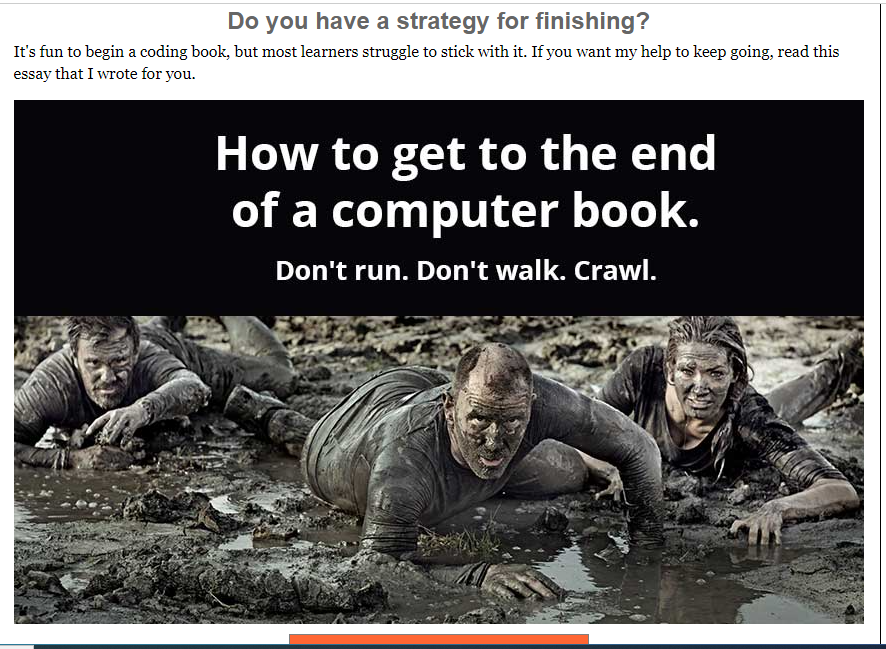 Do you have a strategy for finishing?
It's fun to begin a coding book, but most learners struggle to stick with it. If you want my help to keep going, read this
essay that I wrote for you.
How to get to the end
of a computer book.
Don't run. Don't walk. Crawl.